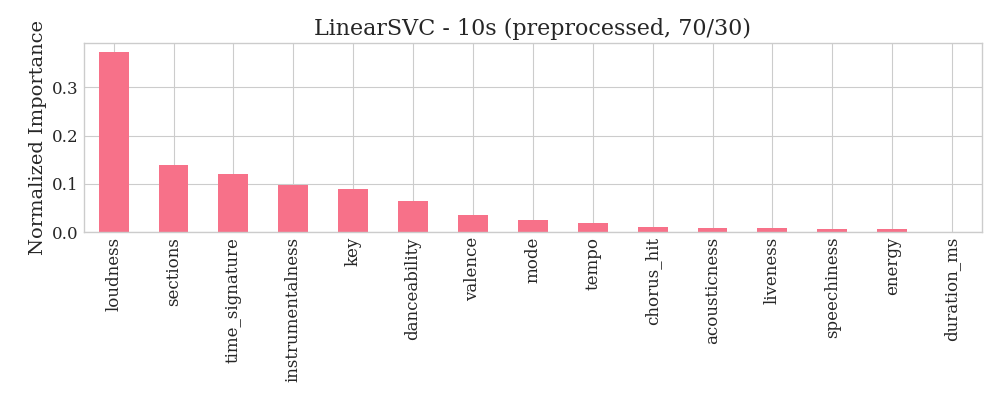 LinearSVC - 10s (preprocessed, 70/30)
Normalized Importance
0.3
0.2
0.1
0.0
loudness
sections
time_signature
instrumentalness
key
danceability
valence
mode
tempo
chorus_hit
acousticness
liveness
speechiness
energy
duration_ms